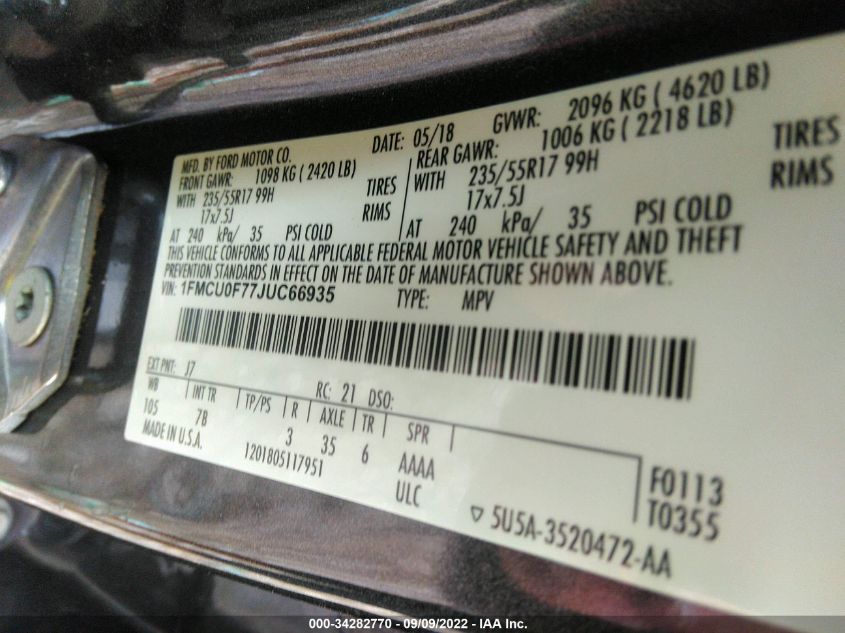 MFD. BY FORD MOTOR CO.
DATE: 05/18 GVWR: 2096 KG ( 4620 LB)
FRONT GAWR: 1098 KG (2420 LB)
WITH 235/55R17 99H TIRES
17x7.5J RIMS
AT 240 kPa/ 35 PSI COLD
REAR GAWR: 1006 KG ( 2218 LB)
WITH 235/55R17 99H TIRES
17x7.5J RIMS
AT 240 kPa/ 35 PSI COLD
THIS VEHICLE CONFORMS TO ALL APPLICABLE FEDERAL MOTOR VEHICLE SAFETY AND THEFT
PREVENTION STANDARDS IN EFFECT ON THE DATE OF MANUFACTURE SHOWN ABOVE.
VIN: 1FMCU0F77JUC66935 TYPE: MPV
EXT PNT: J7 RC: 21 DSO:
WB INT TR TP/PS R AXLE TR SPR
105 7B 3 35 6 AAAA
MADE IN U.S.A. 1201805117951 ULC
F0113
T0355
▽ 5U5A-3520472-AA
000-34282770 - 09/09/2022 - IAA Inc.